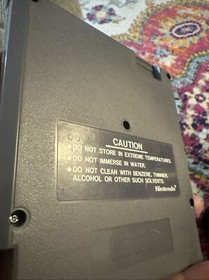 CAUTION
•DO NOT STORE IN EXTREME TEMPERATURES.
•DO NOT IMMERSE IN WATER.
•DO NOT CLEAN WITH BENZENE, THINNER,
ALCOHOL OR OTHER SUCH SOLVENTS.
Nintendo